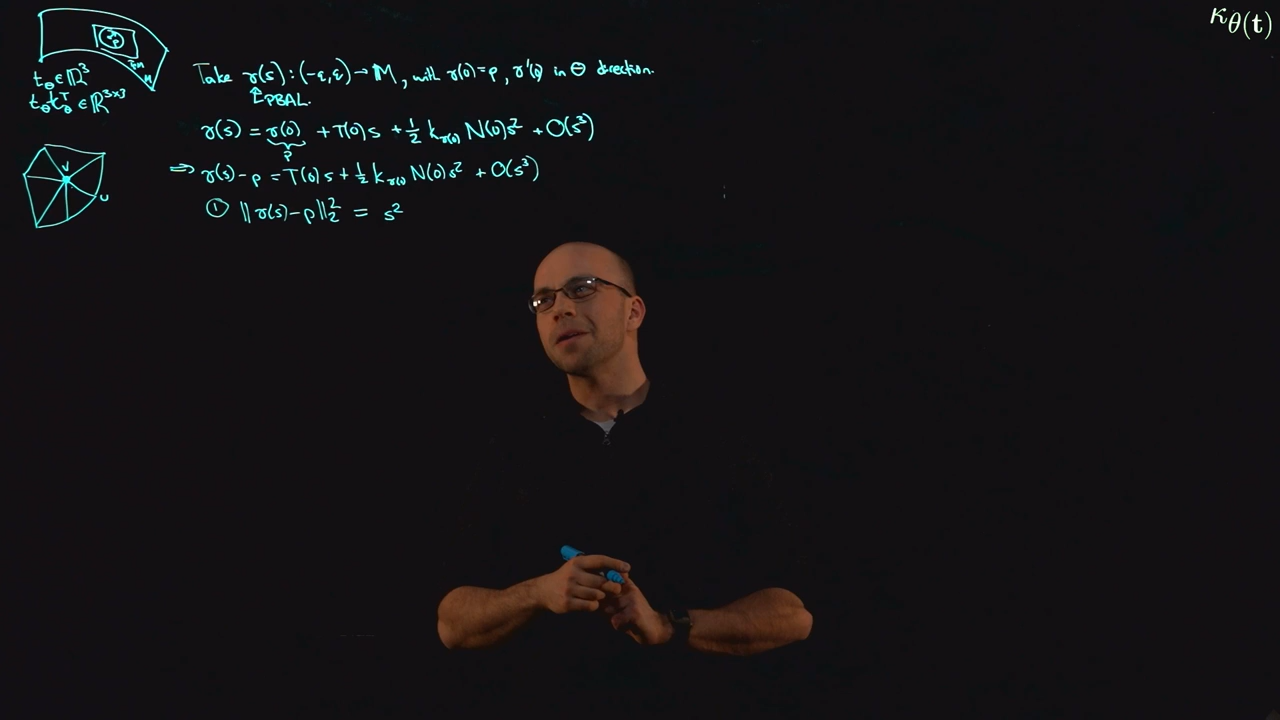 κθ(t)
p
TpM
M
tθ ∈ ℝ³
tθtθᵀ ∈ ℝ³ˣ³
Take γ(s) : (-ε,ε) → M, with γ(0)=p, γ'(0) in θ direction.
PBAL.
γ(s) = γ(0) + T(0)s + ½ kγ(0) N(0)s² + O(s³)
p
⇒ γ(s)-p = T(0)s + ½ kγ(0) N(0)s² + O(s³)
v
u
① ‖γ(s)-p‖₂² = s²